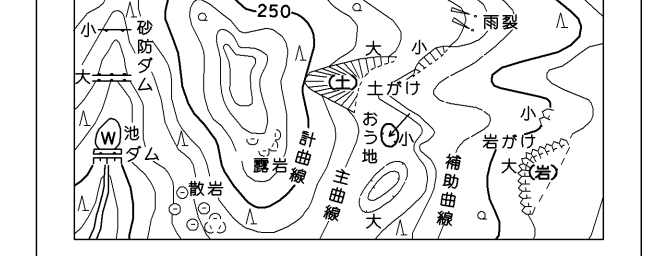 小
砂防ダム
大
W
池
ダム
散岩
250
露岩
計曲線
主曲線
大
小
土
土がけ
おう地
小
大
雨裂
補助曲線
小
岩がけ
大
岩